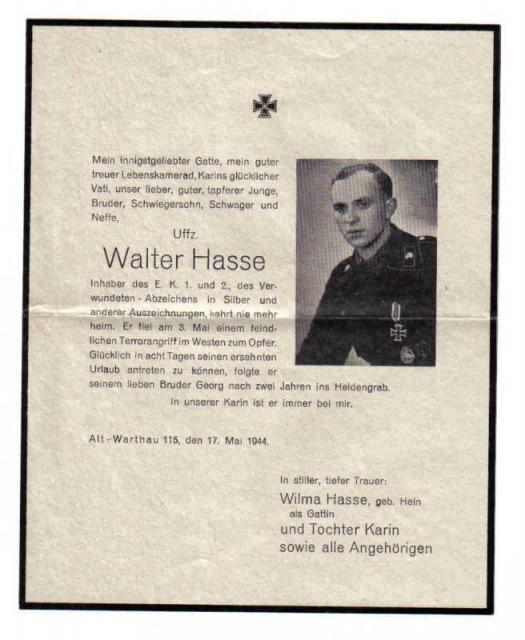 Mein innigstgeliebter Gatte, mein guter
treuer Lebenskamerad, Karins glücklicher
Vati, unser lieber, guter, tapferer Junge,
Bruder, Schwiegersohn, Schwager und
Neffe,
Uffz.
Walter Hasse
Inhaber des E. K. 1. und 2., des Ver-
wundeten - Abzeichens in Silber und
anderer Auszeichnungen, kehrt nie mehr
heim. Er fiel am 3. Mai einem feind-
lichen Terrorangriff im Westen zum Opfer.
Glücklich in acht Tagen seinen ersehnten
Urlaub antreten zu können, folgte er
seinem lieben Bruder Georg nach zwei Jahren ins Heldengrab.
In unserer Karin ist er immer bei mir.
Alt - Warthau 115, den 17. Mai 1944.
In stiller, tiefer Trauer:
Wilma Hasse, geb. Hein
als Gattin
und Tochter Karin
sowie alle Angehörigen